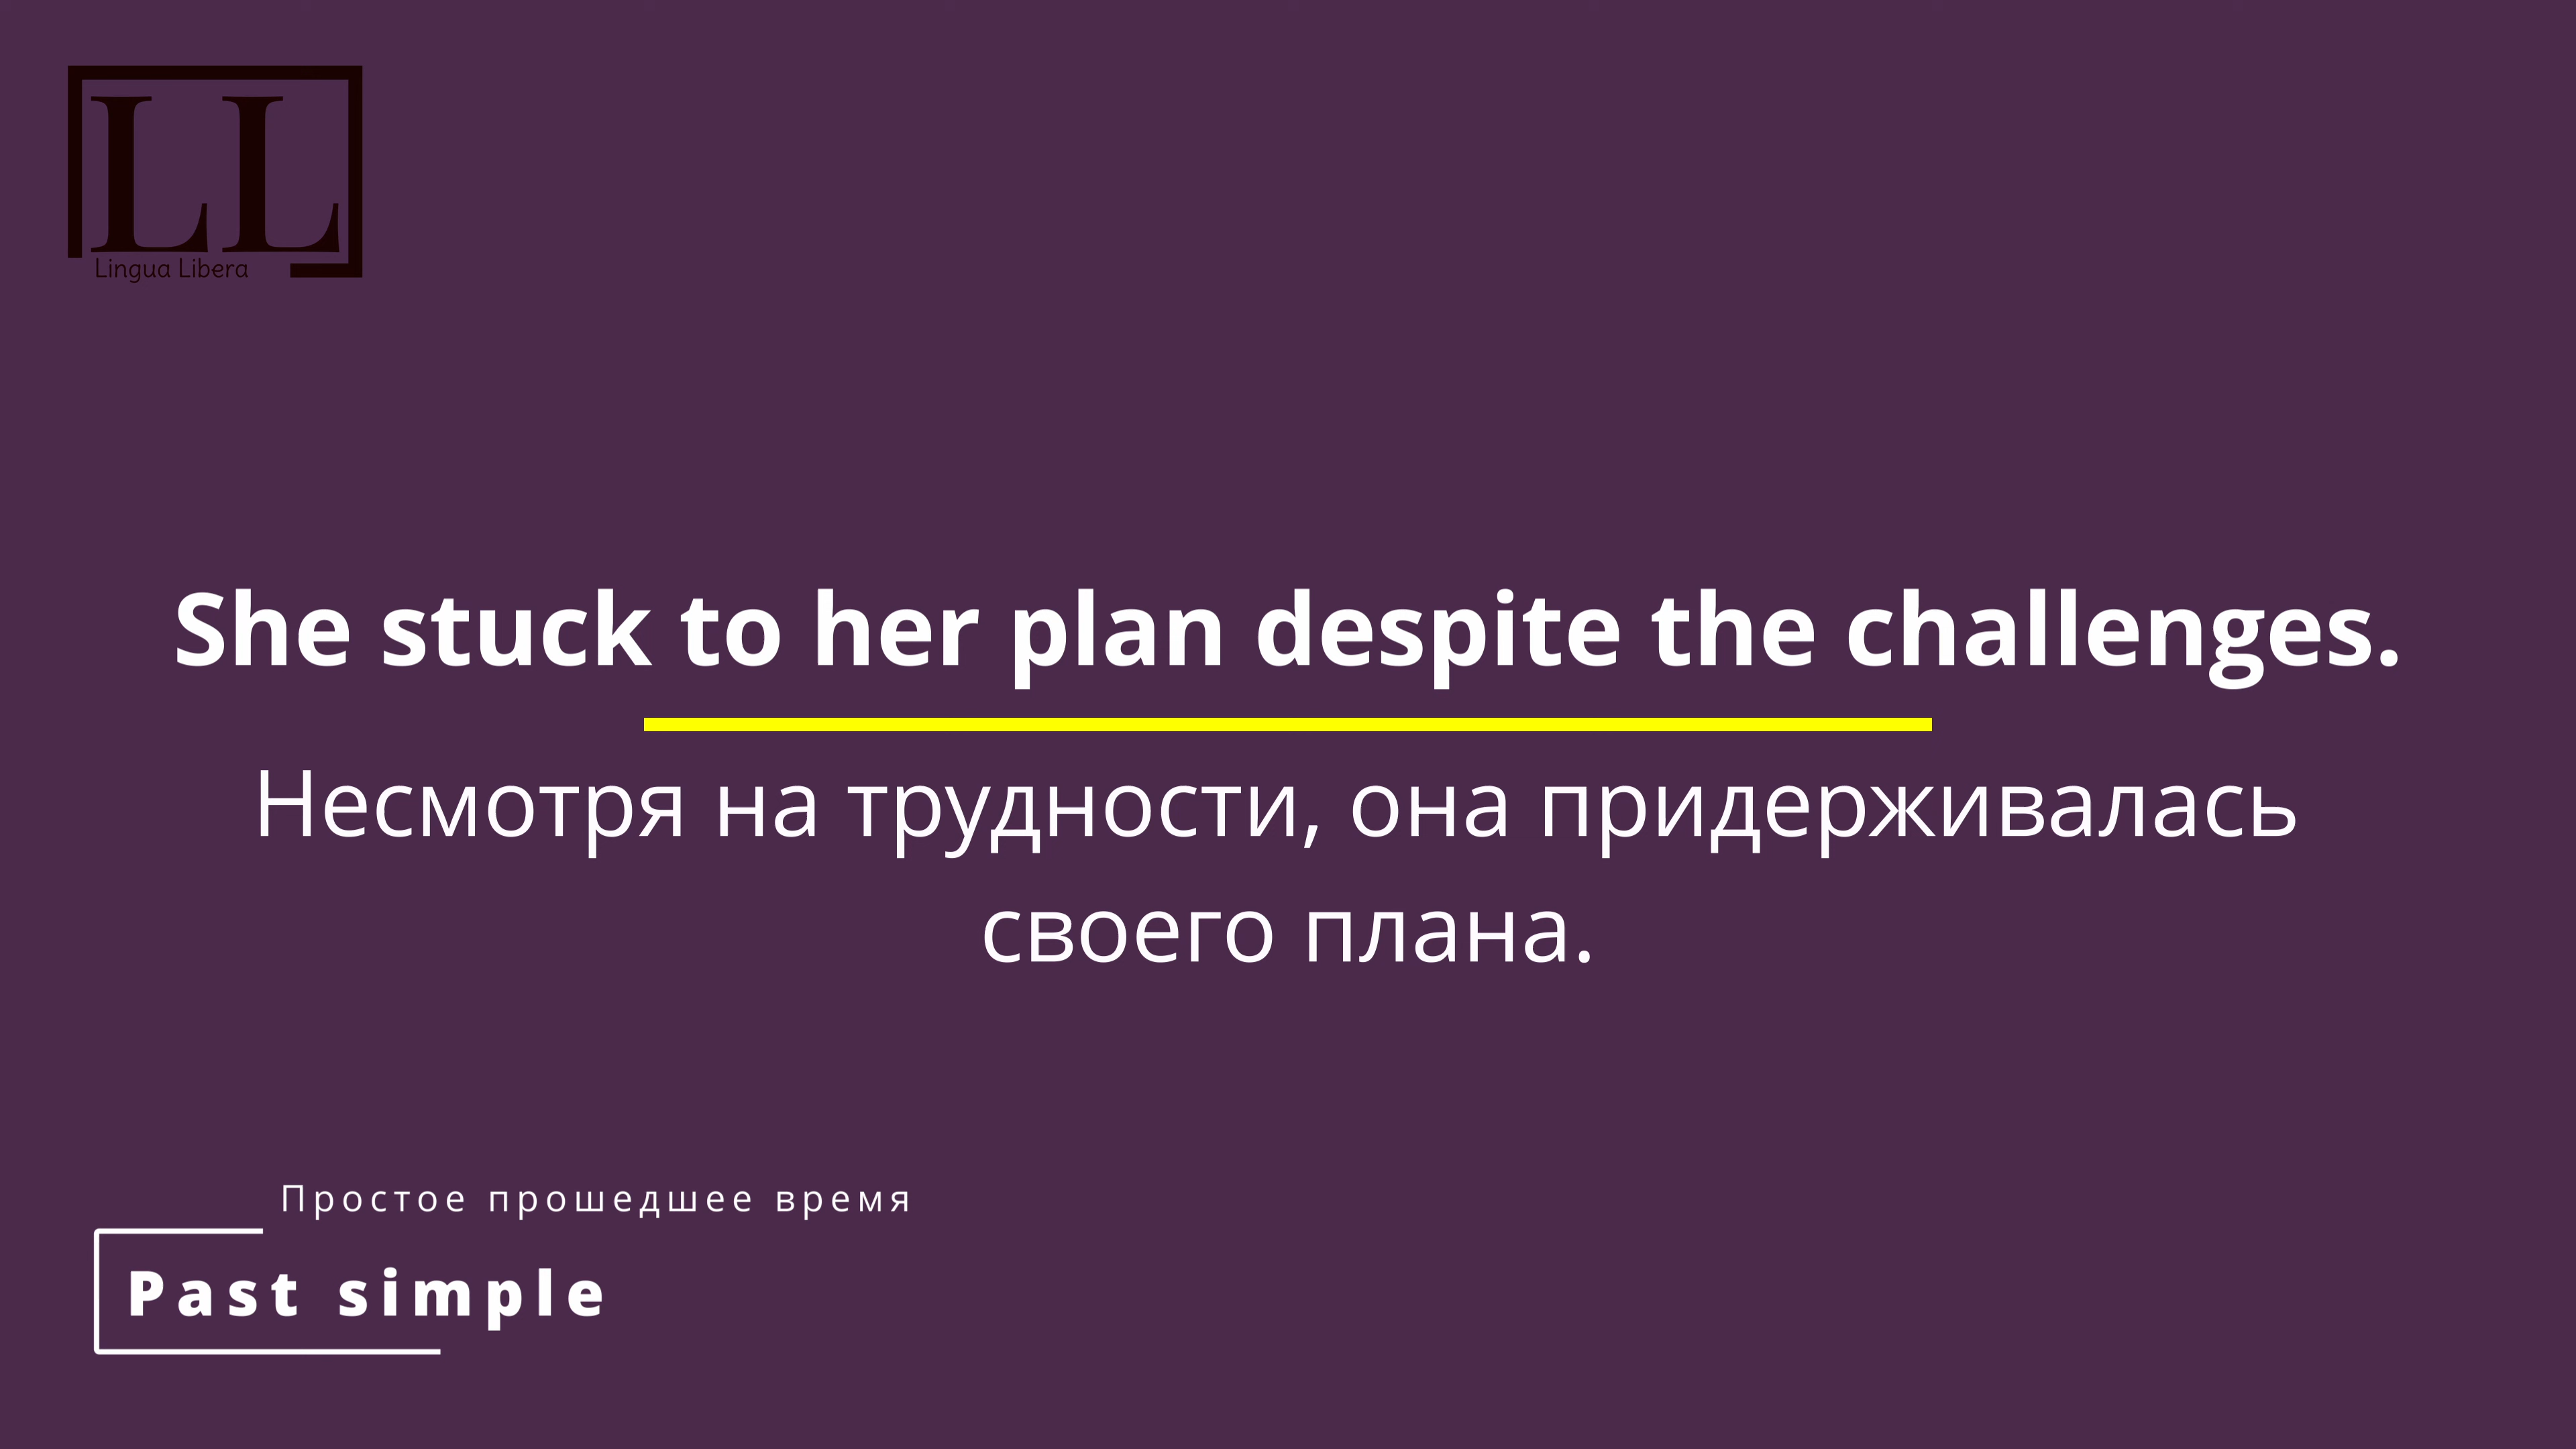 LL
Lingua Libera
She stuck to her plan despite the challenges.
Несмотря на трудности, она придерживалась
своего плана.
Простое прошедшее время
Past simple